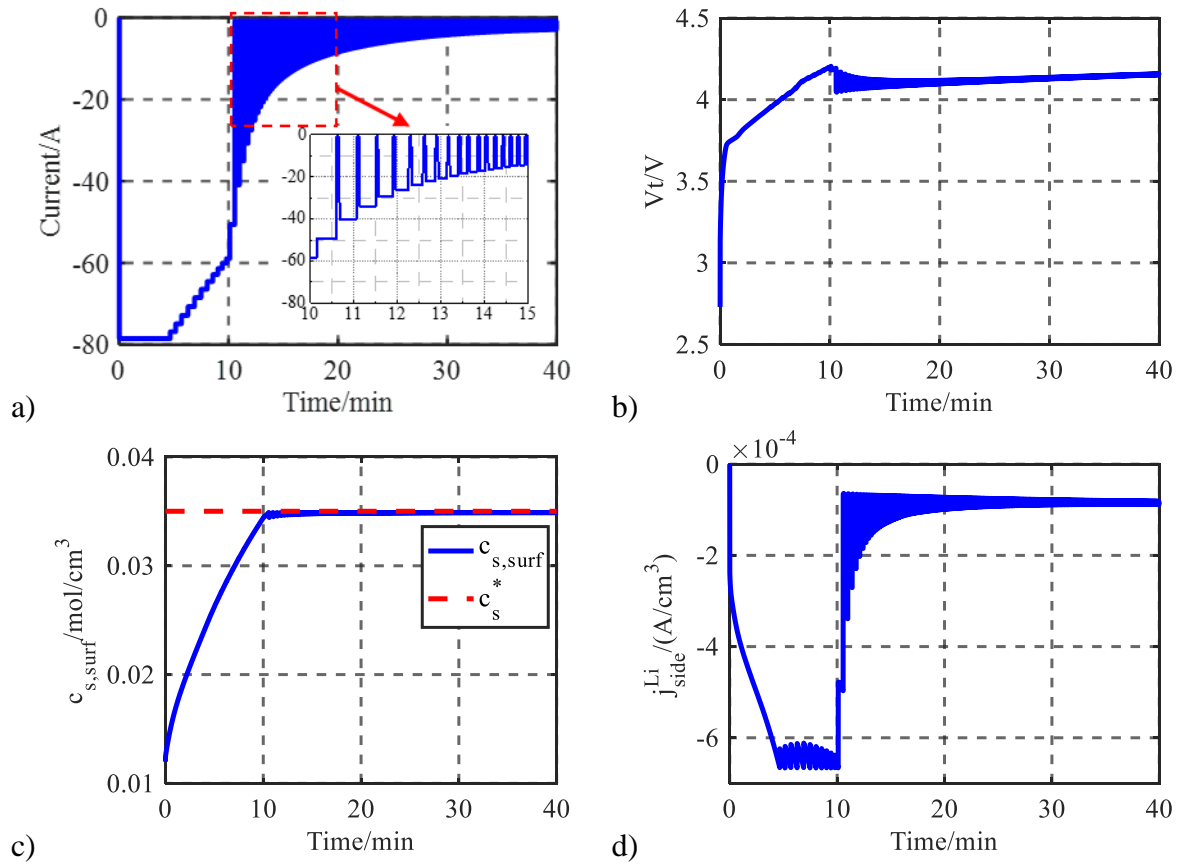 0
-20
-40
-60
-80
Current/A
0
-20
-40
-60
-80
10 11 12 13 14 15
0 10 20 30 40
Time/min
a)
4.5
4
3.5
3
2.5
Vt/V
0 10 20 30 40
Time/min
b)
0.04
0.03
0.02
0.01
c_{s,surf}/mol/cm^3
c_{s,surf}
c_s^*
0 10 20 30 40
Time/min
c)
×10^{-4}
0
-2
-4
-6
j_{side}^{Li}/(A/cm^3)
0 10 20 30 40
Time/min
d)